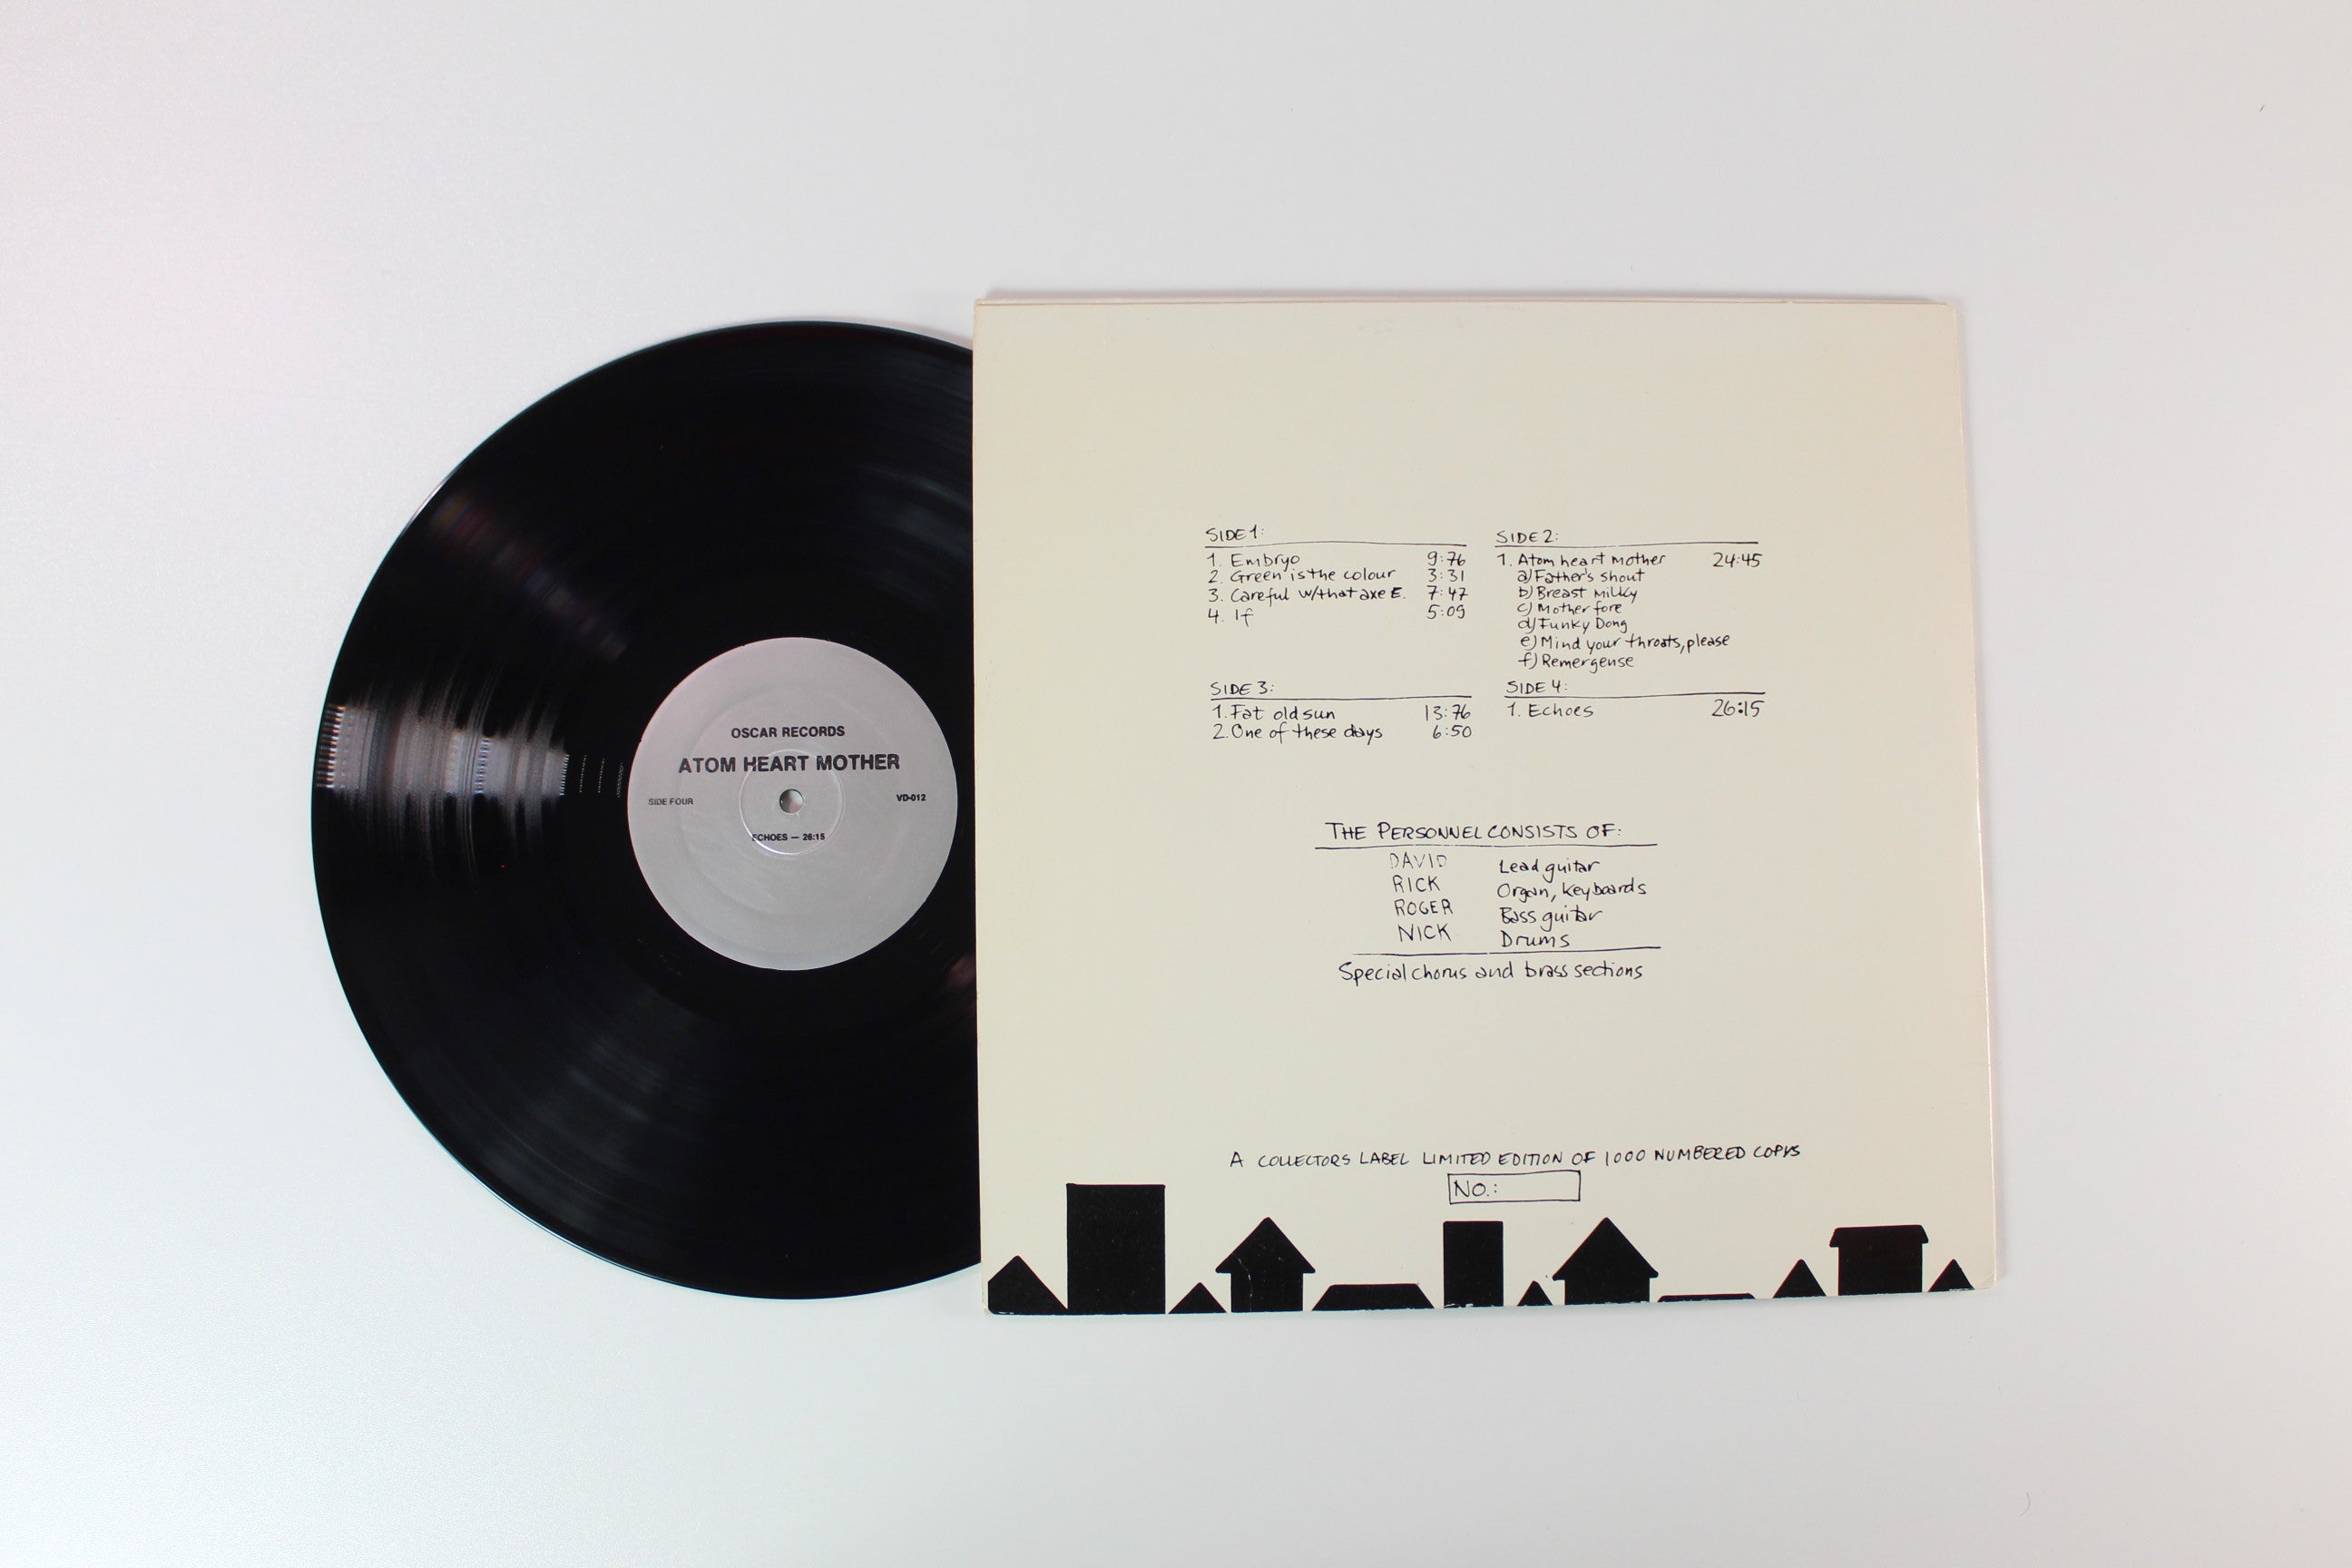 OSCAR RECORDS
ATOM HEART MOTHER
SIDE FOUR
VD-012
ECHOES — 26:15
SIDE 1:
1. Embryo 9:76
2. Green is the colour 3:31
3. Careful w/that axe E. 7:47
4. If 5:09
SIDE 2:
1. Atom heart mother 24:45
a) Father's shout
b) Breast milky
c) Mother fore
d) Funky Dong
e) Mind your throats, please
f) Remergense
SIDE 3:
1. Fat old sun 13:76
2. One of these days 6:50
SIDE 4:
1. Echoes 26:15
THE PERSONNEL CONSISTS OF:
DAVID Lead guitar
RICK Organ, keyboards
ROGER Bass guitar
NICK Drums
Special chorus and brass sections
A COLLECTORS LABEL LIMITED EDITION OF 1000 NUMBERED COPYS
NO.: